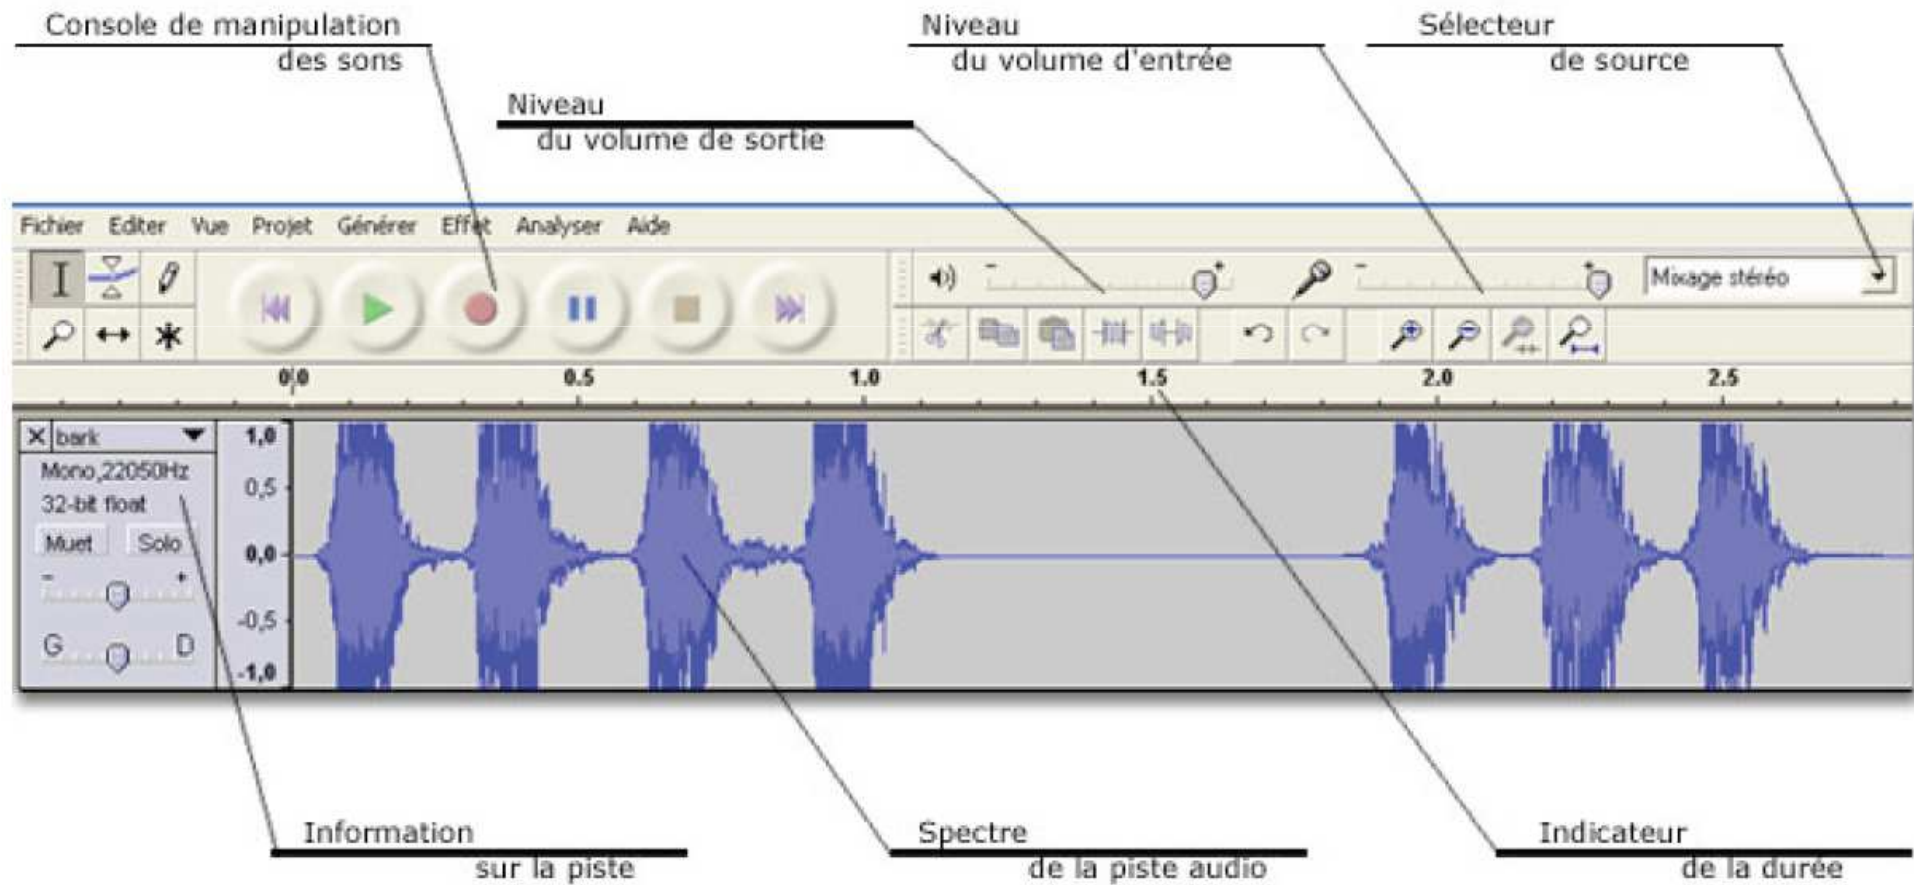 Console de manipulation
des sons
Niveau
du volume d'entrée
Sélecteur
de source
Niveau
du volume de sortie
Fichier Editer Vue Projet Générer Effet Analyser Aide
- + - + Mixage stéréo
0,0 0.5 1.0 1.5 2.0 2.5
X bark
Mono,22050Hz
32-bit float
Muet Solo
- +
G D
1,0
0,5
0,0
-0,5
-1,0
Information
sur la piste
Spectre
de la piste audio
Indicateur
de la durée